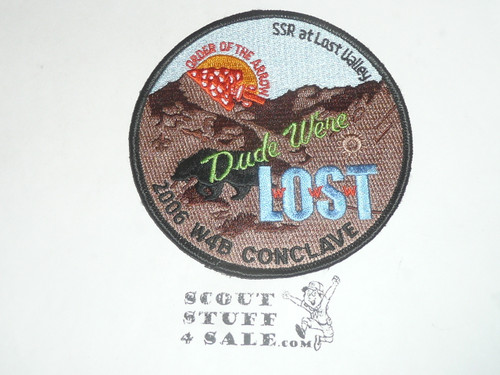 SSR at Lost Valley
ORDER OF THE ARROW
Dude We're
LOST
W W W
2006 W4B CONCLAVE
SCOUT
STUFF
4 SALE.COM